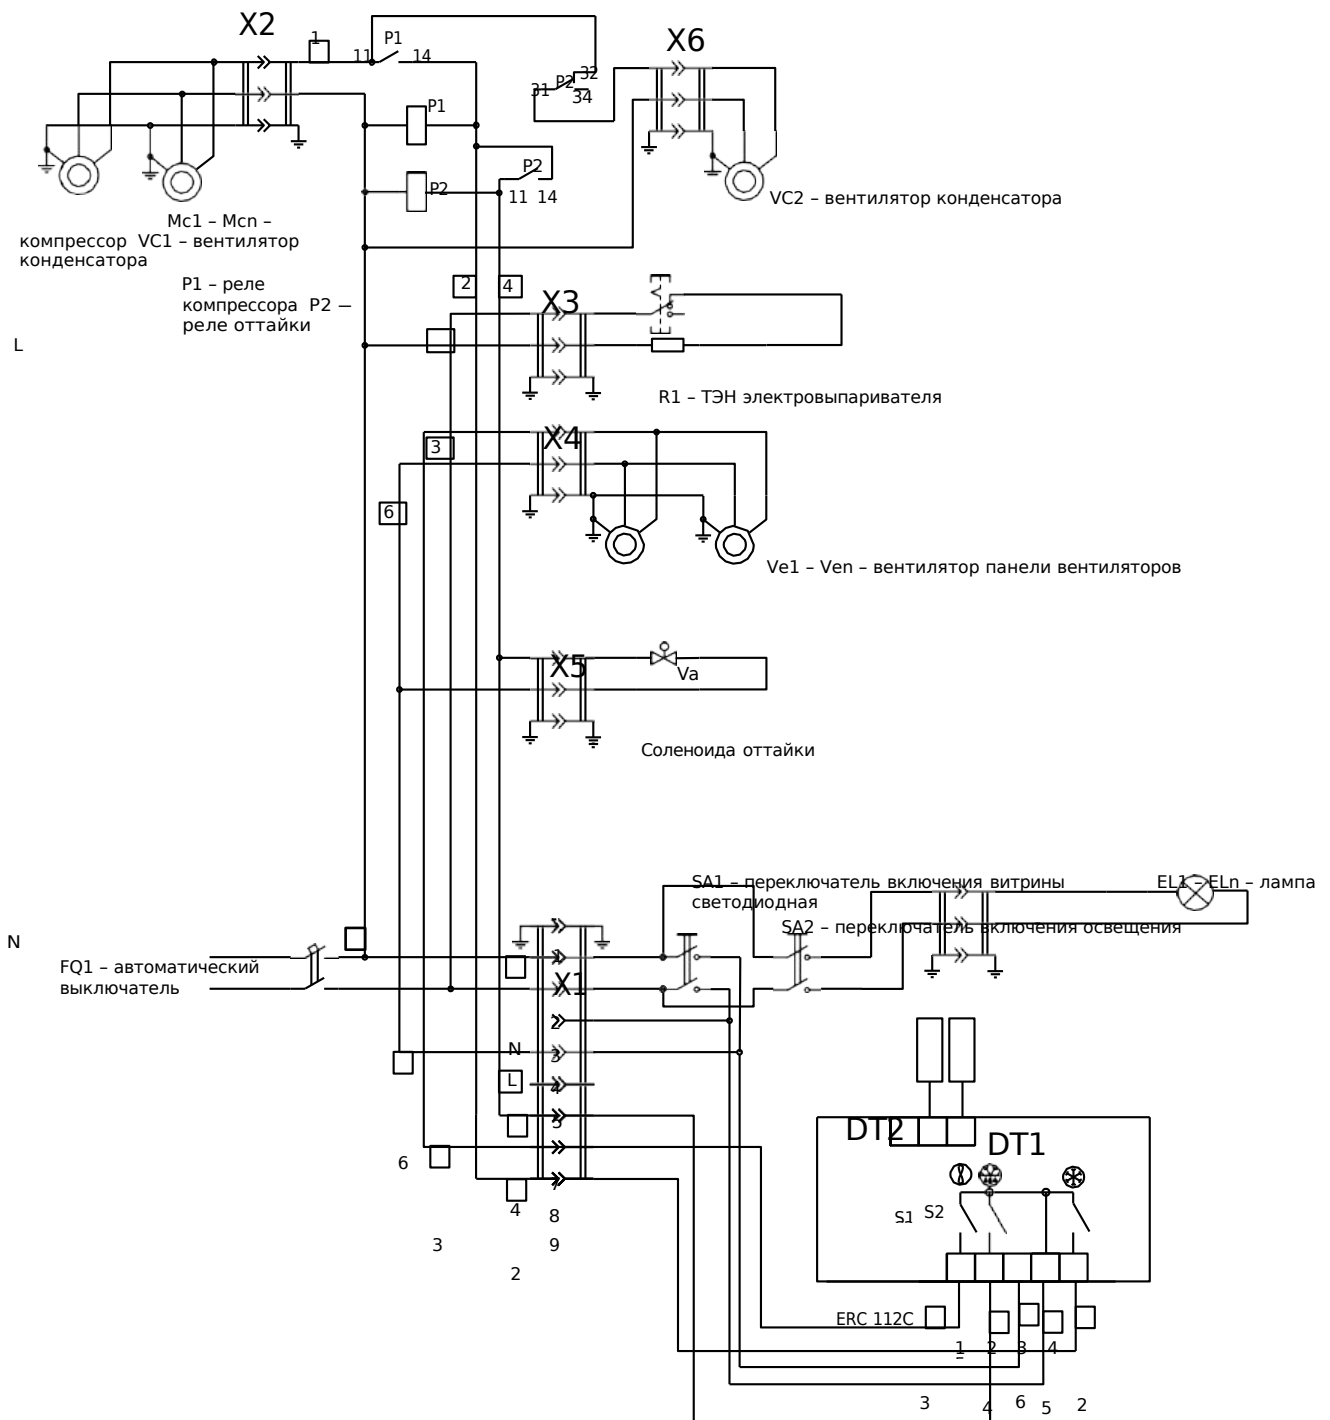 X2
1
P1
11
14
X6
32
P2
31
34
P1
P2
P2
11 14
VC2 – вентилятор конденсатора
Mc1 – Mcn –
компрессор VC1 – вентилятор
конденсатора
P1 – реле
компрессора P2 –
реле оттайки
2
4
X3
L
R1 – ТЭН электровыпаривателя
X4
3
6
Ve1 – Ven – вентилятор панели вентиляторов
X5
Va
Соленоида оттайки
SA1 – переключатель включения витрины
светодиодная
EL1 – ELn – лампа
SA2 – переключатель включения освещения
N
FQ1 – автоматический
выключатель
1
X1
2
N
3
L
4
5
DT2
DT1
6
7
4
8
S1
S2
3
9
2
ERC 112C
1
2
3
4
3
4
6
5
2